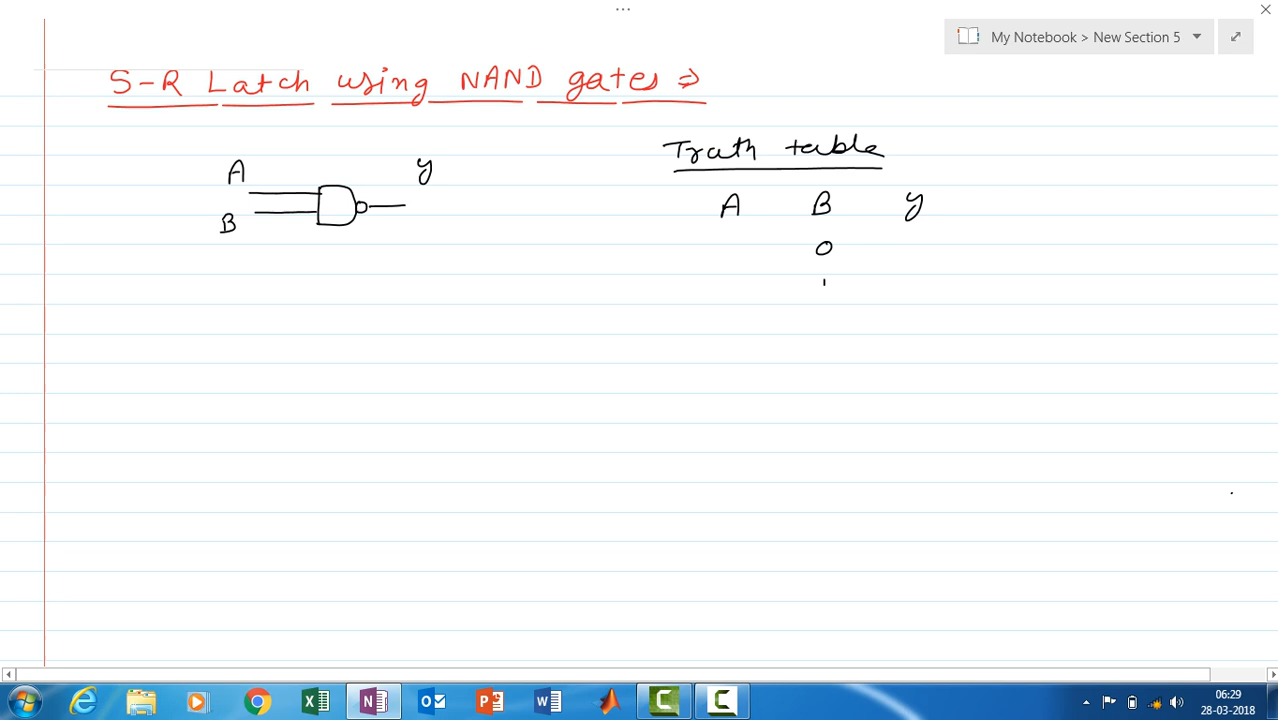 ...
My Notebook > New Section 5
S-R Latch using NAND gates ⇒
Truth table
A y
B
A B y
0
1
06:29
28-03-2018